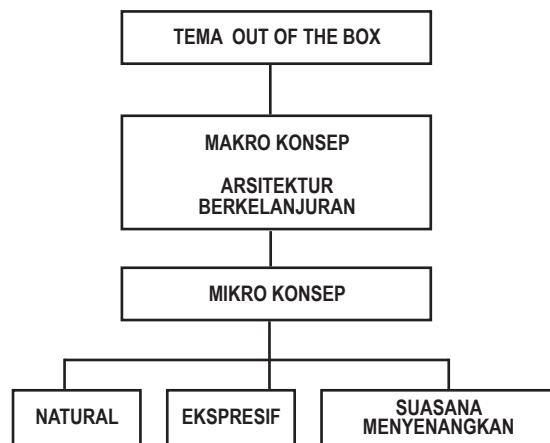 TEMA OUT OF THE BOX
MAKRO KONSEP
ARSITEKTUR
BERKELANJURAN
MIKRO KONSEP
NATURAL
EKSPRESIF
SUASANA
MENYENANGKAN